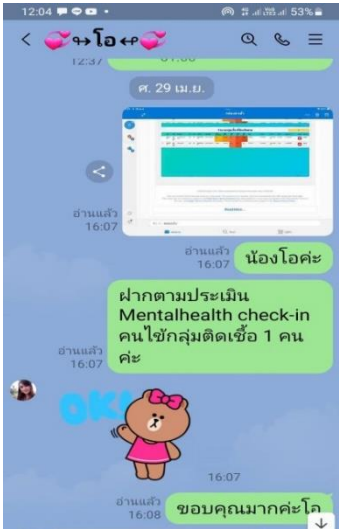 12:04
53%
โอ
12:37
01:00
ศ. 29 เม.ย.
อ่านแล้ว
16:07
อ่านแล้ว
16:07
น้องโอค่ะ
ฝากตามประเมิน
Mentalhealth check-in
คนไข้กลุ่มติดเชื้อ 1 คน
ค่ะ
อ่านแล้ว
16:07
OK!
16:07
อ่านแล้ว
16:08
ขอบคุณมากค่ะโอ